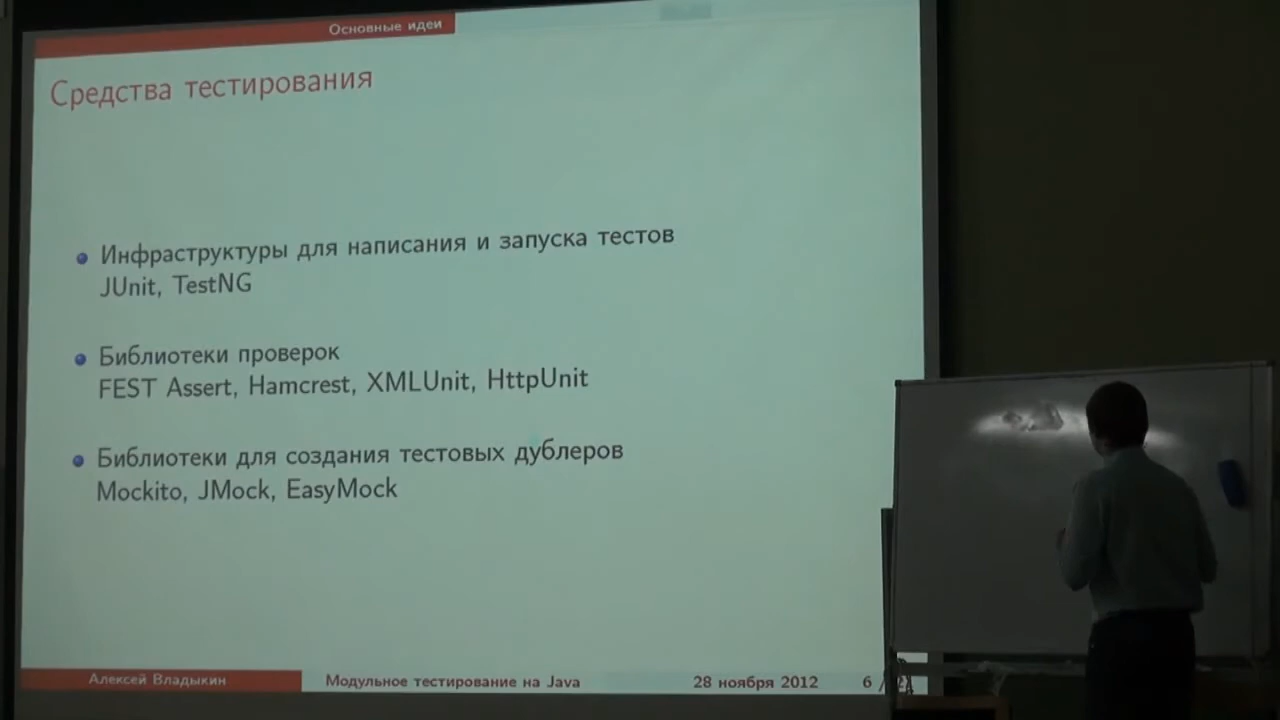 Основные идеи
Средства тестирования
Инфраструктуры для написания и запуска тестов
JUnit, TestNG
Библиотеки проверок
FEST Assert, Hamcrest, XMLUnit, HttpUnit
Библиотеки для создания тестовых дублеров
Mockito, JMock, EasyMock
Алексей Владыкин Модульное тестирование на Java 28 ноября 2012 6 /